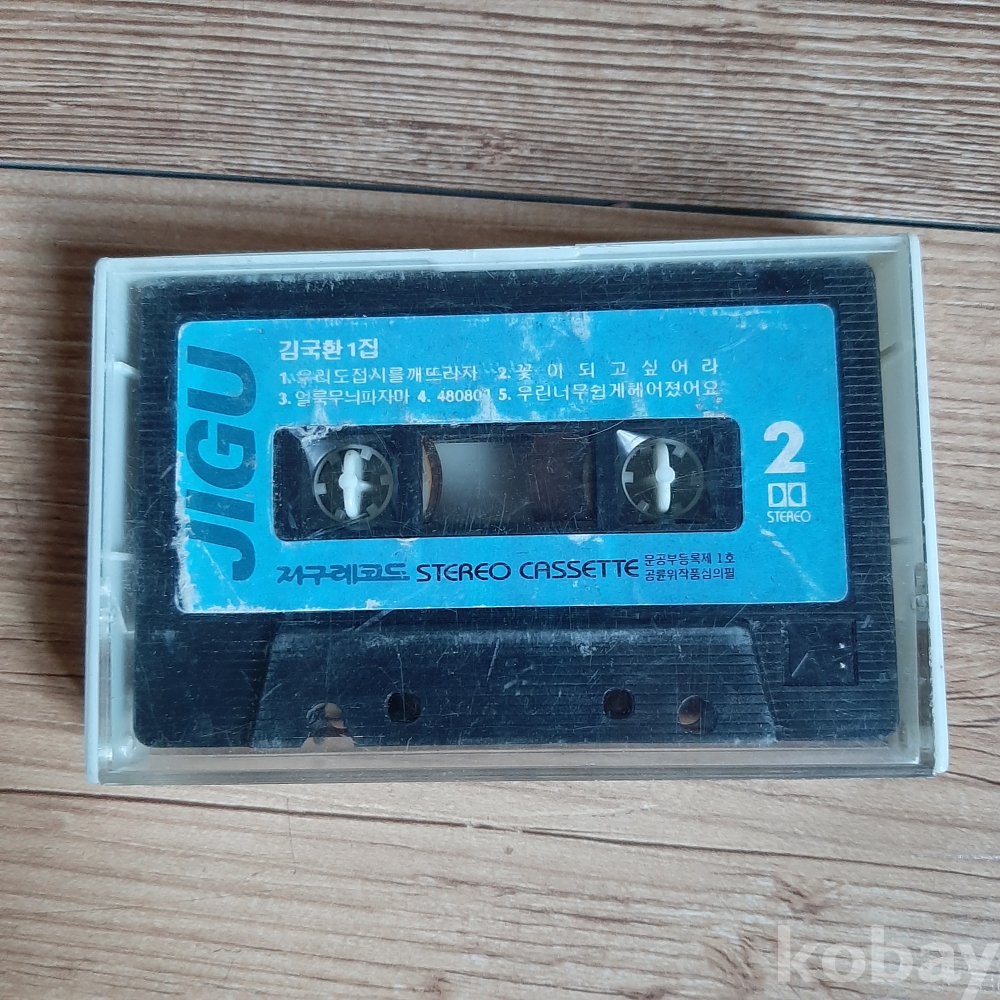 JIGU
김국환 1집
1. 우리도접시를깨뜨리자 2. 꽃이되고싶어라
3. 얼룩무늬파자마 4. 480801 5. 우린너무쉽게헤어졌어요
2
STEREO
지구레코드 STEREO CASSETTE
문공부등록제 1호
공륜위작품심의필
kobay